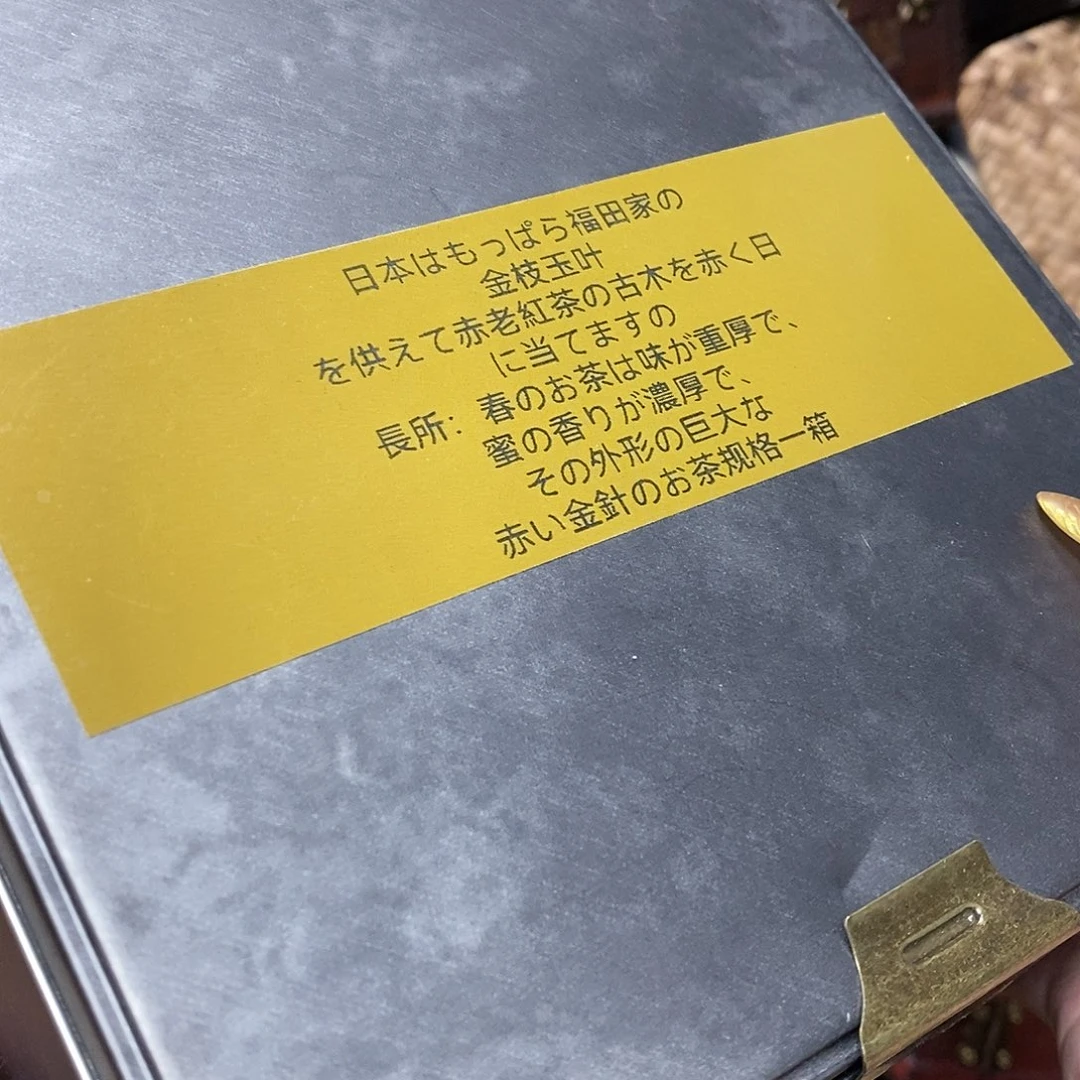 日本はもっぱら福田家の
金枝玉叶
を供えて赤老紅茶の古木を赤く日
に当てますの
長所：春のお茶は味が重厚で、
蜜の香りが濃厚で、
その外形の巨大な
赤い金針のお茶规格一箱